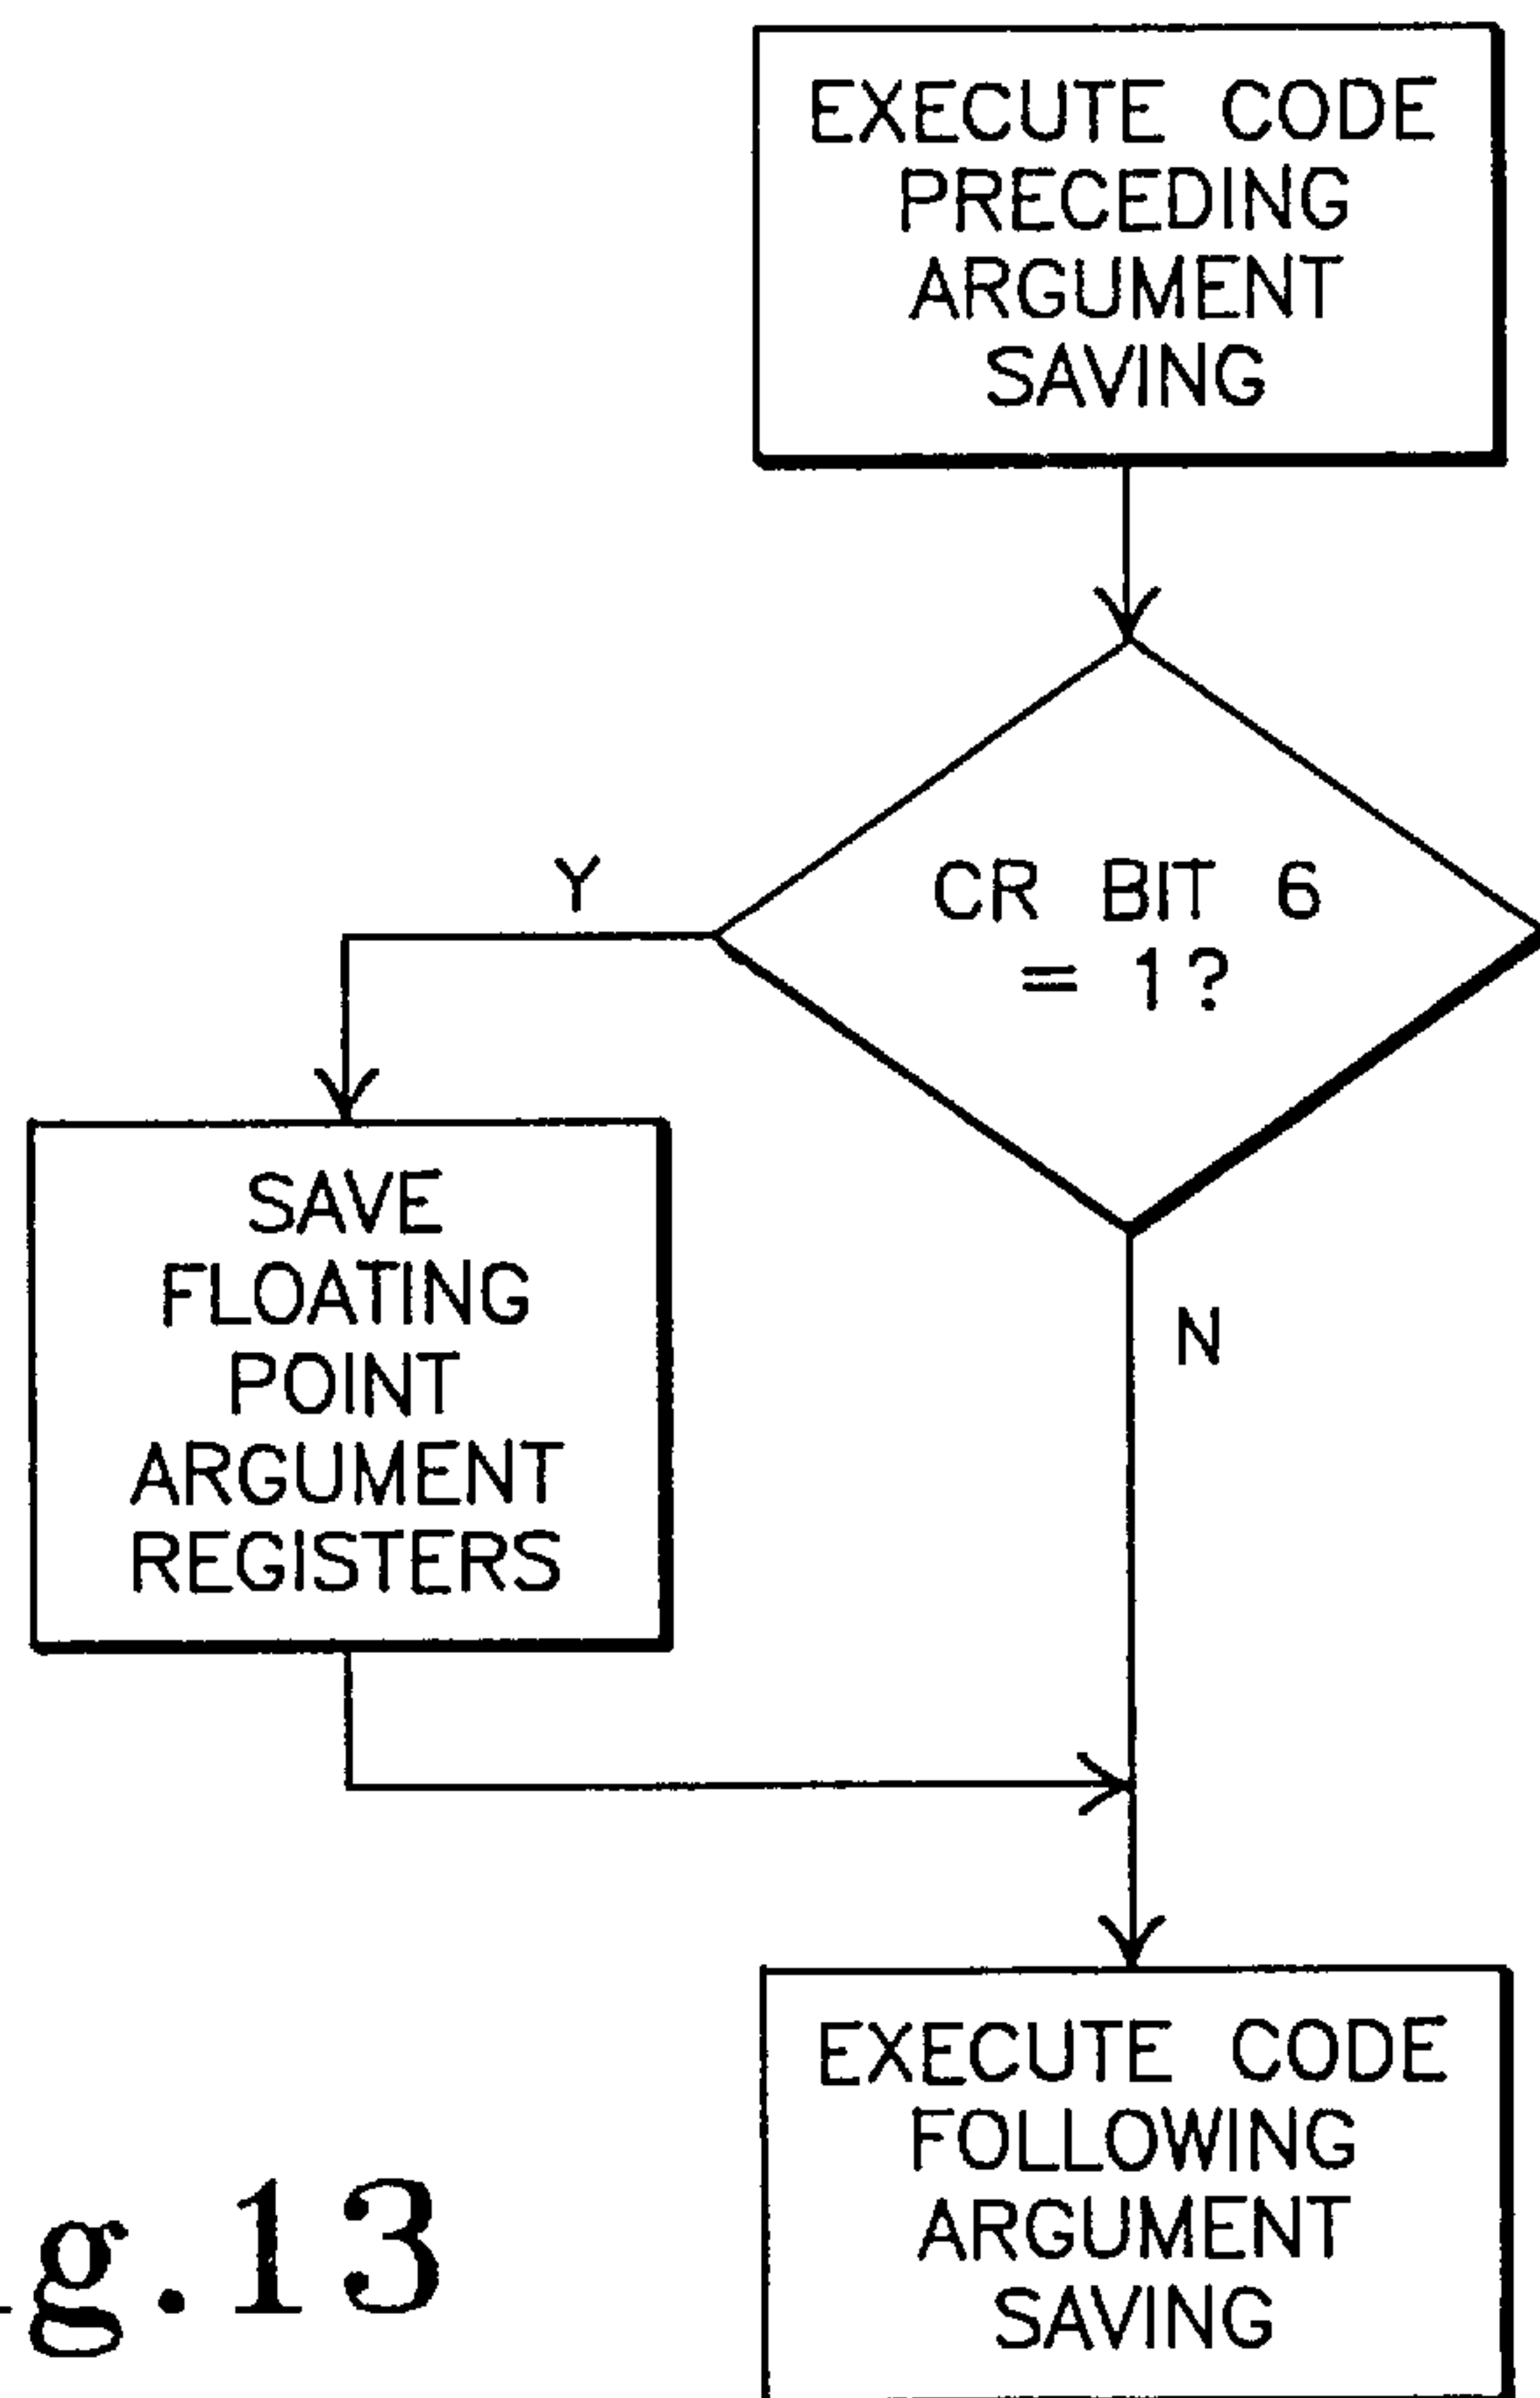 EXECUTE CODE
PRECEDING
ARGUMENT
SAVING
CR BIT 6
= 1?
Y
N
SAVE
FLOATING
POINT
ARGUMENT
REGISTERS
EXECUTE CODE
FOLLOWING
ARGUMENT
SAVING
g.13